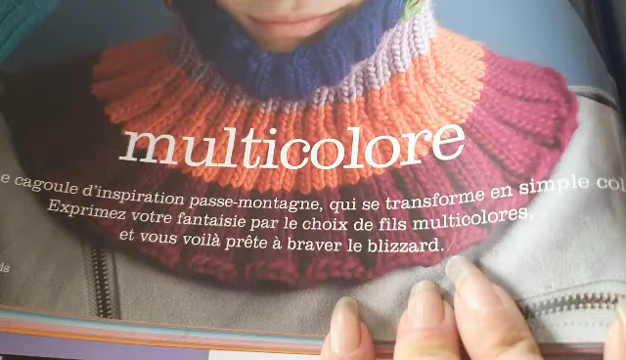 multicolore
e cagoule d'inspiration passe-montagne, qui se transforme en simple col
Exprimez votre fantaisie par le choix de fils multicolores,
et vous voilà prête à braver le blizzard.